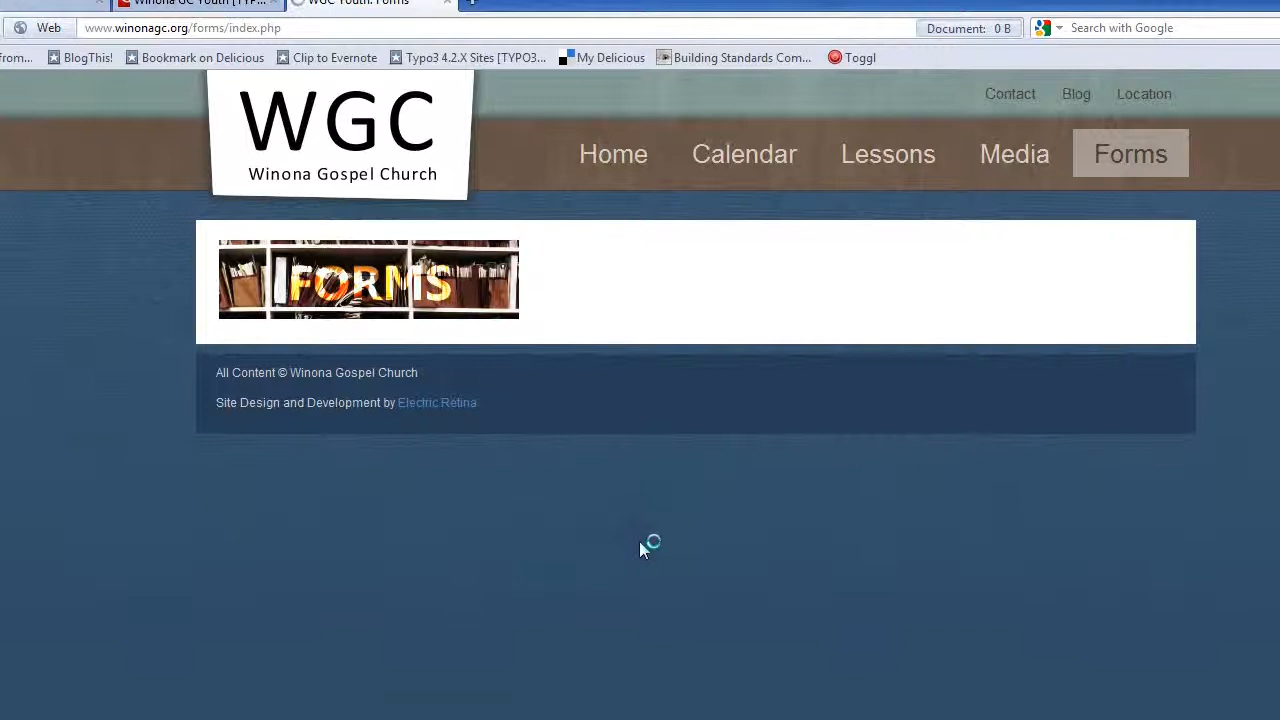 Winona GC Youth [TYP...
WGC Youth: Forms
Web
www.winonagc.org/forms/index.php
Document: 0 B
Search with Google
from...
BlogThis!
Bookmark on Delicious
Clip to Evernote
Typo3 4.2.X Sites [TYPO3...
My Delicious
Building Standards Com...
Toggl
WGC
Winona Gospel Church
Contact
Blog
Location
Home
Calendar
Lessons
Media
Forms
FORMS
All Content © Winona Gospel Church
Site Design and Development by Electric Retina